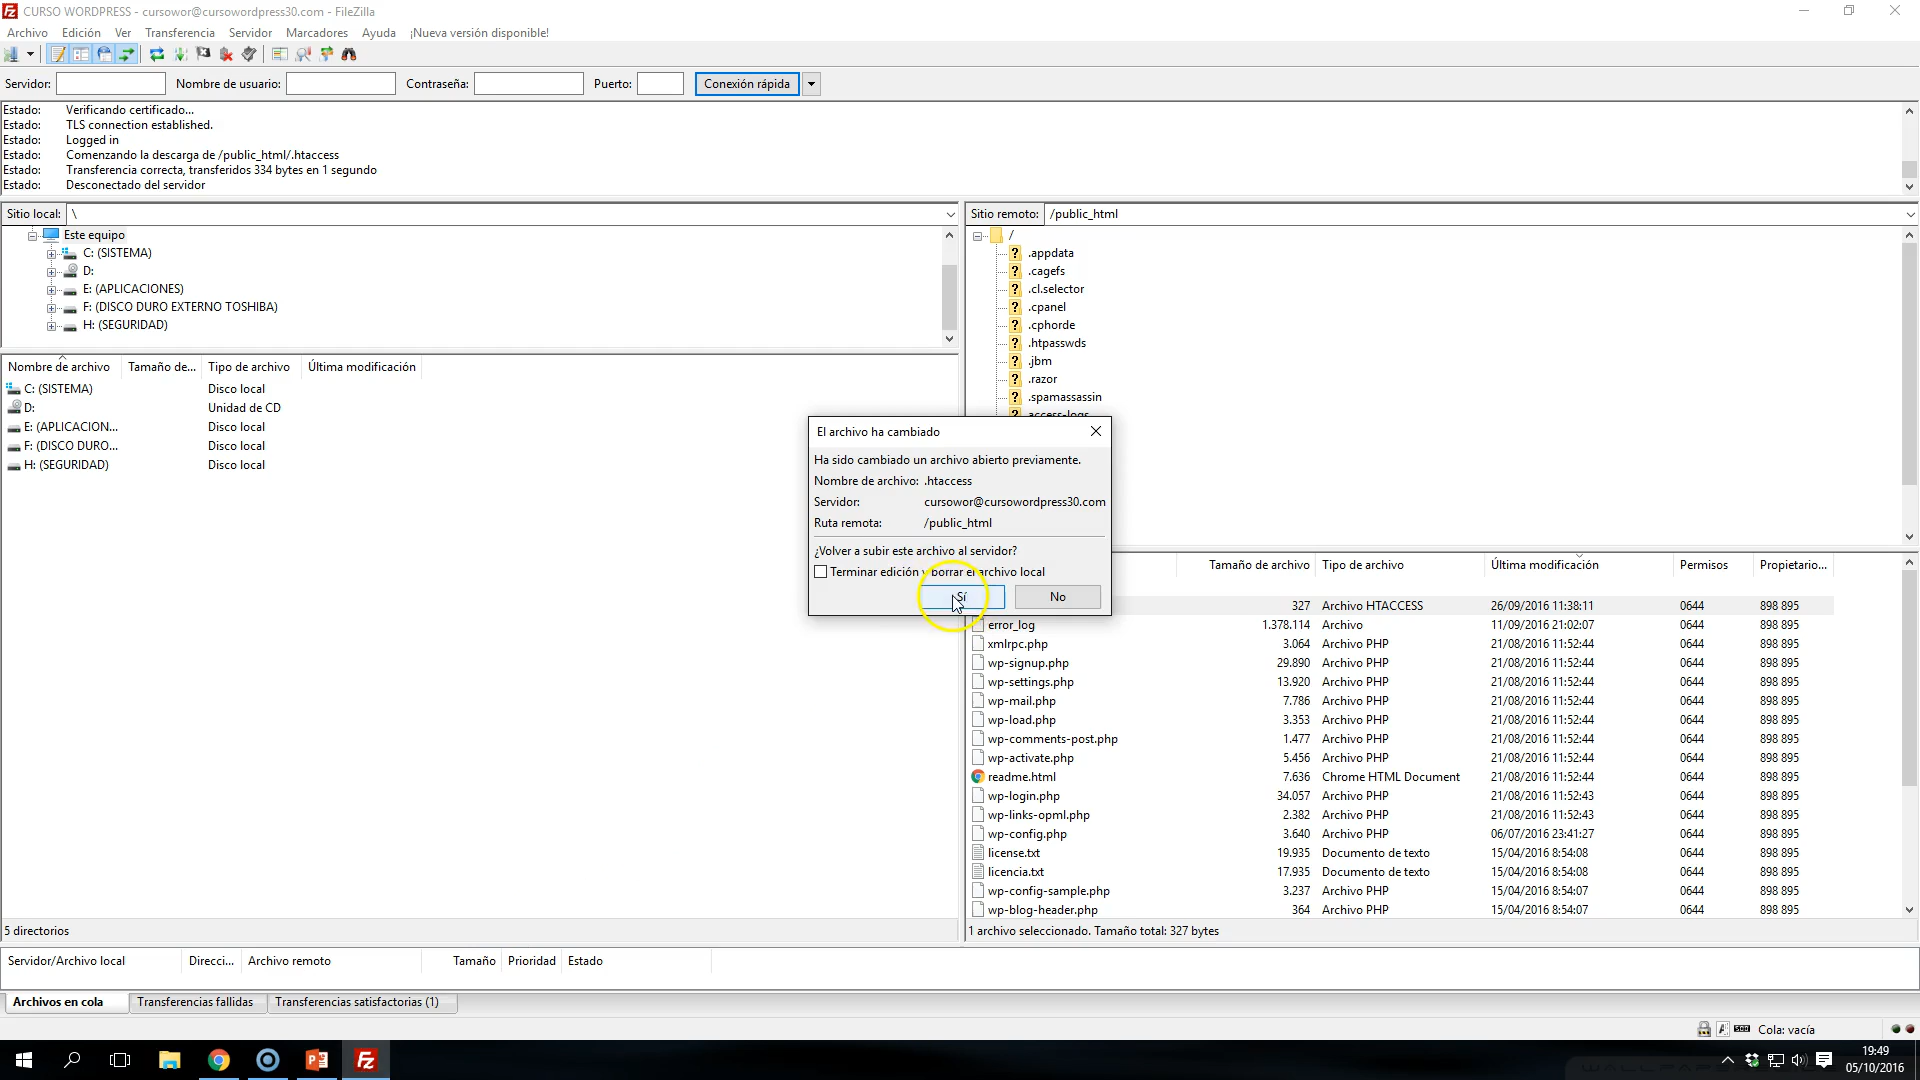 CURSO WORDPRESS - cursowor@cursowordpress30.com - FileZilla
Archivo Edición Ver Transferencia Servidor Marcadores Ayuda ¡Nueva versión disponible!
Servidor: Nombre de usuario: Contraseña: Puerto: Conexión rápida
Estado: Verificando certificado...
Estado: TLS connection established.
Estado: Logged in
Estado: Comenzando la descarga de /public_html/.htaccess
Estado: Transferencia correcta, transferidos 334 bytes en 1 segundo
Estado: Desconectado del servidor
Sitio local: \
Este equipo
C: (SISTEMA)
D:
E: (APLICACIONES)
F: (DISCO DURO EXTERNO TOSHIBA)
H: (SEGURIDAD)
Nombre de archivo Tamaño de... Tipo de archivo Última modificación
C: (SISTEMA) Disco local
D: Unidad de CD
E: (APLICACION... Disco local
F: (DISCO DURO... Disco local
H: (SEGURIDAD) Disco local
5 directorios
Sitio remoto: /public_html
/
.appdata
.cagefs
.cl.selector
.cpanel
.cphorde
.htpasswds
.jbm
.razor
.spamassassin
access-logs
El archivo ha cambiado
Ha sido cambiado un archivo abierto previamente.
Nombre de archivo: .htaccess
Servidor: cursowor@cursowordpress30.com
Ruta remota: /public_html
¿Volver a subir este archivo al servidor?
Terminar edición y borrar el archivo local
Sí No
Tamaño de archivo Tipo de archivo Última modificación Permisos Propietario...
327 Archivo HTACCESS 26/09/2016 11:38:11 0644 898 895
error_log 1.378.114 Archivo 11/09/2016 21:02:07 0644 898 895
xmlrpc.php 3.064 Archivo PHP 21/08/2016 11:52:44 0644 898 895
wp-signup.php 29.890 Archivo PHP 21/08/2016 11:52:44 0644 898 895
wp-settings.php 13.920 Archivo PHP 21/08/2016 11:52:44 0644 898 895
wp-mail.php 7.786 Archivo PHP 21/08/2016 11:52:44 0644 898 895
wp-load.php 3.353 Archivo PHP 21/08/2016 11:52:44 0644 898 895
wp-comments-post.php 1.477 Archivo PHP 21/08/2016 11:52:44 0644 898 895
wp-activate.php 5.456 Archivo PHP 21/08/2016 11:52:44 0644 898 895
readme.html 7.636 Chrome HTML Document 21/08/2016 11:52:44 0644 898 895
wp-login.php 34.057 Archivo PHP 21/08/2016 11:52:43 0644 898 895
wp-links-opml.php 2.382 Archivo PHP 21/08/2016 11:52:43 0644 898 895
wp-config.php 3.640 Archivo PHP 06/07/2016 23:41:27 0644 898 895
license.txt 19.935 Documento de texto 15/04/2016 8:54:08 0644 898 895
licencia.txt 17.935 Documento de texto 15/04/2016 8:54:08 0644 898 895
wp-config-sample.php 3.237 Archivo PHP 15/04/2016 8:54:07 0644 898 895
wp-blog-header.php 364 Archivo PHP 15/04/2016 8:54:07 0644 898 895
1 archivo seleccionado. Tamaño total: 327 bytes
Servidor/Archivo local Direcci... Archivo remoto Tamaño Prioridad Estado
Archivos en cola Transferencias fallidas Transferencias satisfactorias (1)
Cola: vacía
19:49
05/10/2016